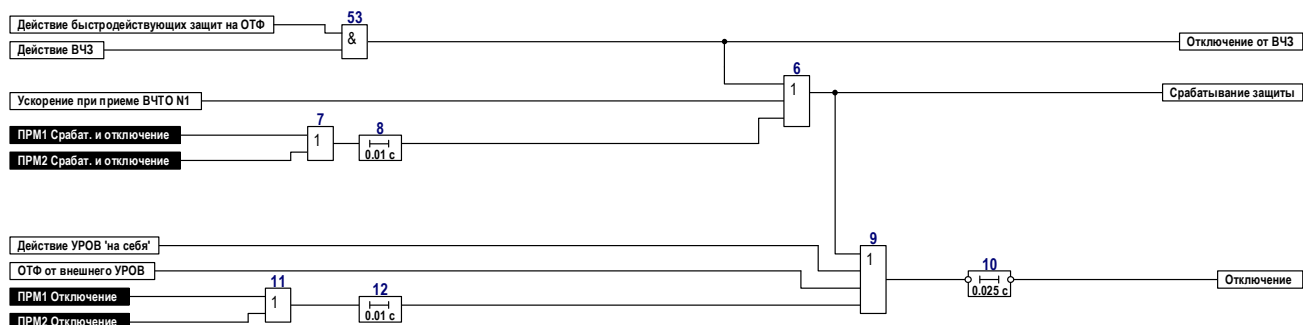 Действие быстродействующих защит на ОТФ
53
&
Действие ВЧЗ
Отключение от ВЧЗ
6
1
Ускорение при приеме ВЧТО N1
Срабатывание защиты
ПРМ1 Срабат. и отключение
7
1
8
0.01 с
ПРМ2 Срабат. и отключение
Действие УРОВ 'на себя'
9
1
ОТФ от внешнего УРОВ
11
1
12
0.01 с
10
0.025 с
Отключение
ПРМ1 Отключение
ПРМ2 Отключение